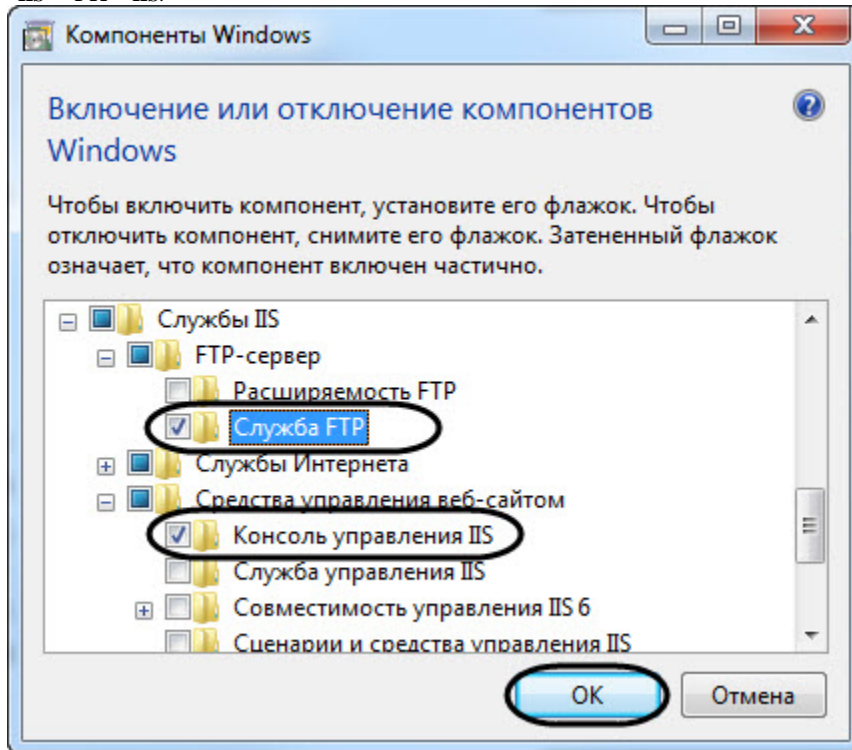 Компоненты Windows
Включение или отключение компонентов
Windows
Чтобы включить компонент, установите его флажок. Чтобы
отключить компонент, снимите его флажок. Затененный флажок
означает, что компонент включен частично.
Службы IIS
FTP-сервер
Расширяемость FTP
Служба FTP
Службы Интернета
Средства управления веб-сайтом
Консоль управления IIS
Служба управления IIS
Совместимость управления IIS 6
Сценарии и средства управления IIS
OK
Отмена